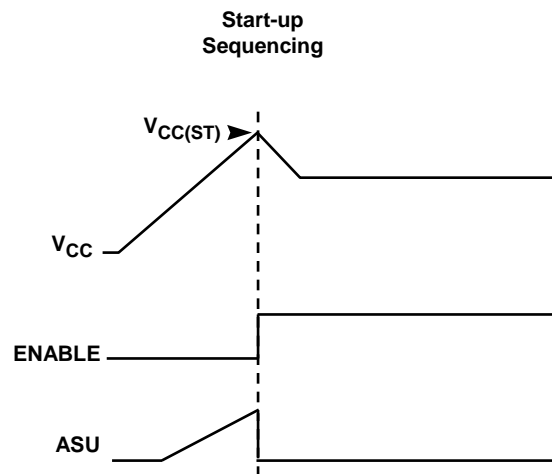 Start-up
Sequencing
VCC(ST)
VCC
ENABLE
ASU